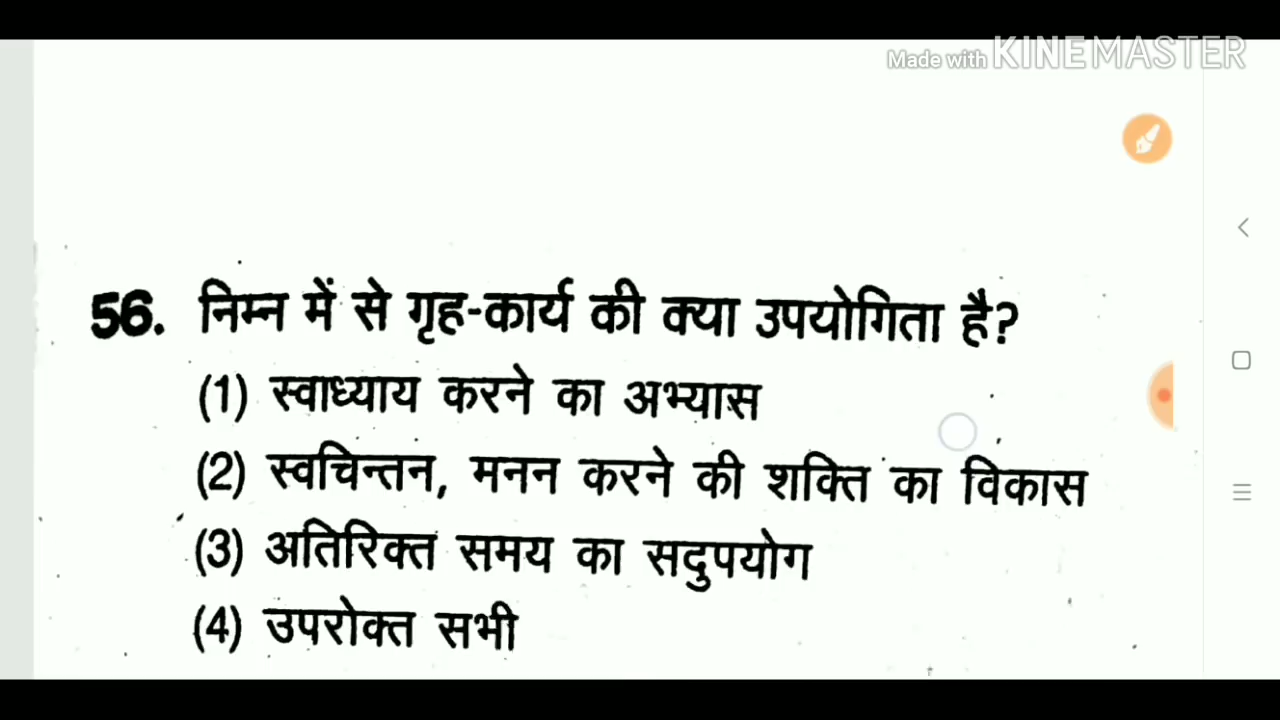 Made with KINEMASTER
56. निम्न में से गृह-कार्य की क्या उपयोगिता है?
(1) स्वाध्याय करने का अभ्यास
(2) स्वचिन्तन, मनन करने की शक्ति का विकास
(3) अतिरिक्त समय का सदुपयोग
(4) उपरोक्त सभी